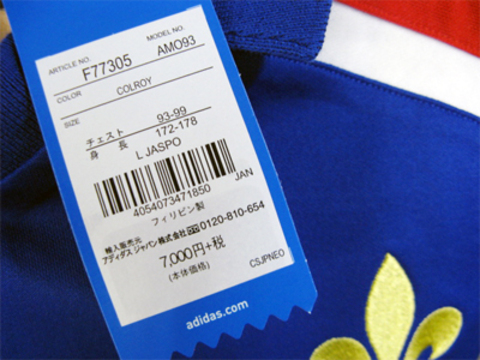 ARTICLE NO. MODEL NO.
F77305 AMO93
COLOR COLROY
SIZE
チェスト 93-99
身長 172-178
L JASPO
JAN
4054073471850
フィリピン製
輸入販売元
アディダス ジャパン株式会社 0120-810-654
7,000円+税
(本体価格)
CSJPNEO
adidas.com